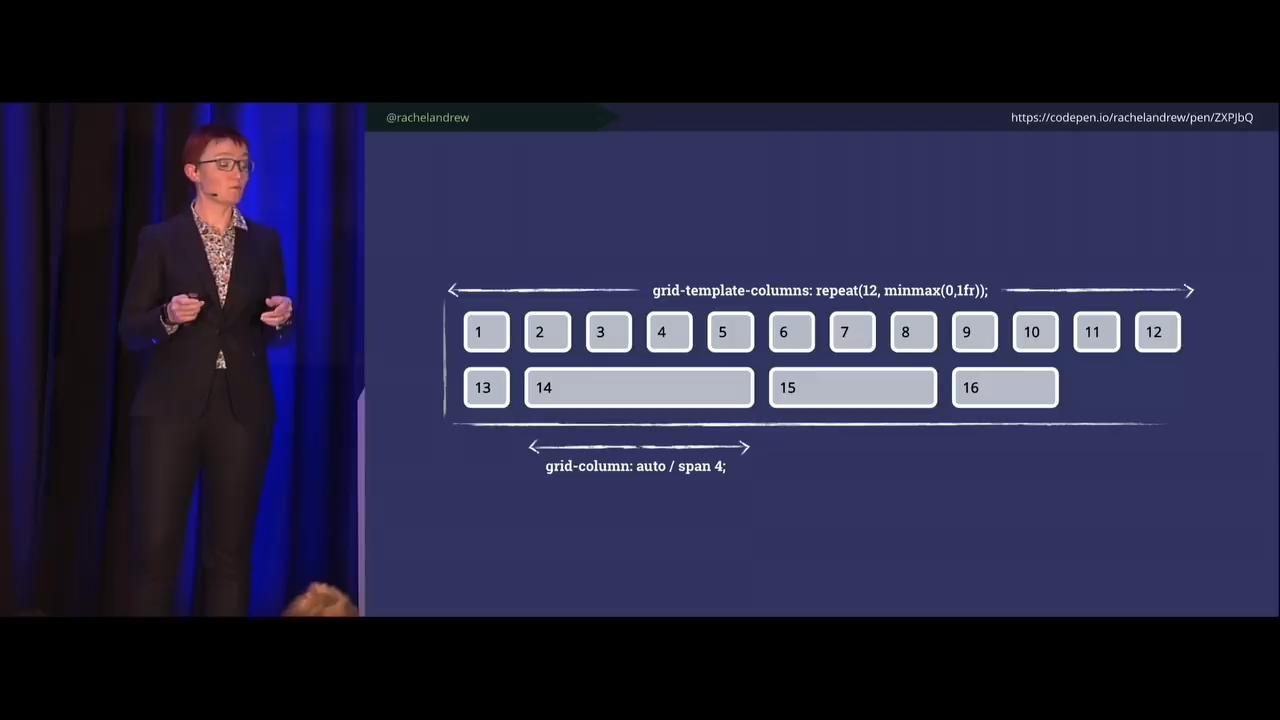 @rachelandrew
https://codepen.io/rachelandrew/pen/ZXPJbQ
grid-template-columns: repeat(12, minmax(0,1fr));
1 2 3 4 5 6 7 8 9 10 11 12
13 14 15 16
grid-column: auto / span 4;